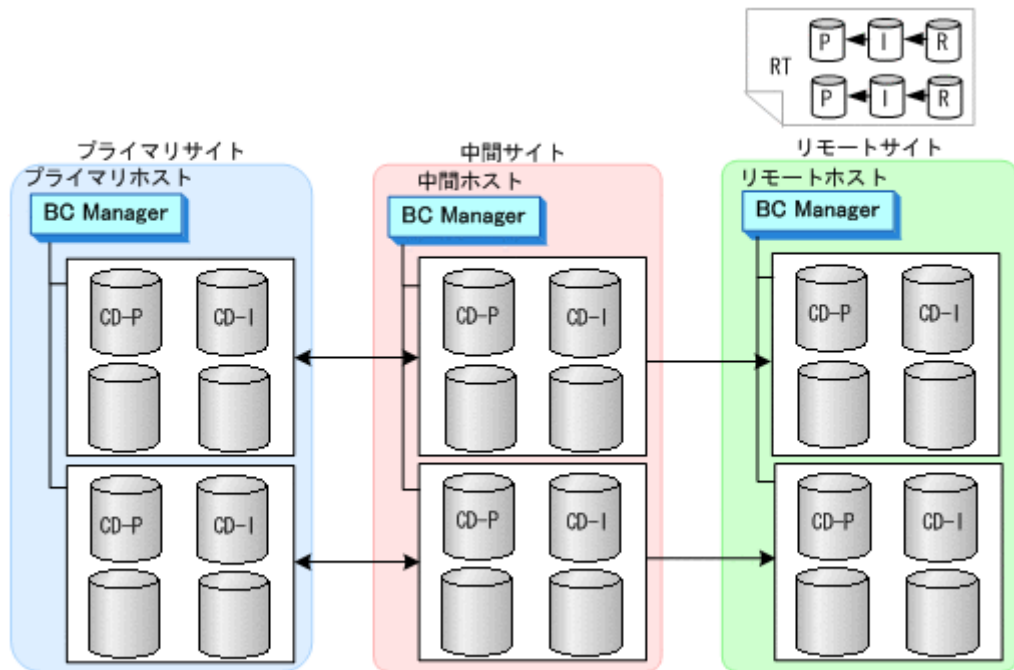 P I R
RT
P I R
プライマリサイト
中間サイト
リモートサイト
プライマリホスト
中間ホスト
リモートホスト
BC Manager
BC Manager
BC Manager
CD-P CD-I
CD-P CD-I
CD-P CD-I
CD-P CD-I
CD-P CD-I
CD-P CD-I